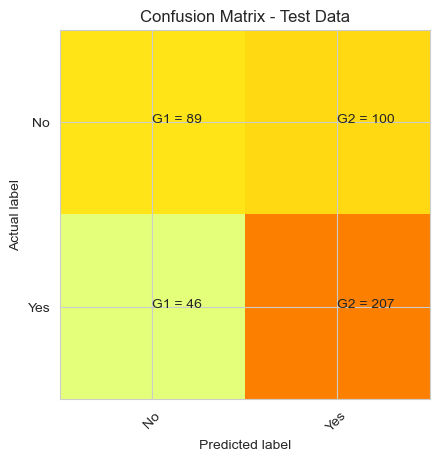 Confusion Matrix - Test Data
Actual label
No
G1 = 89
G2 = 100
Yes
G1 = 46
G2 = 207
No
Yes
Predicted label